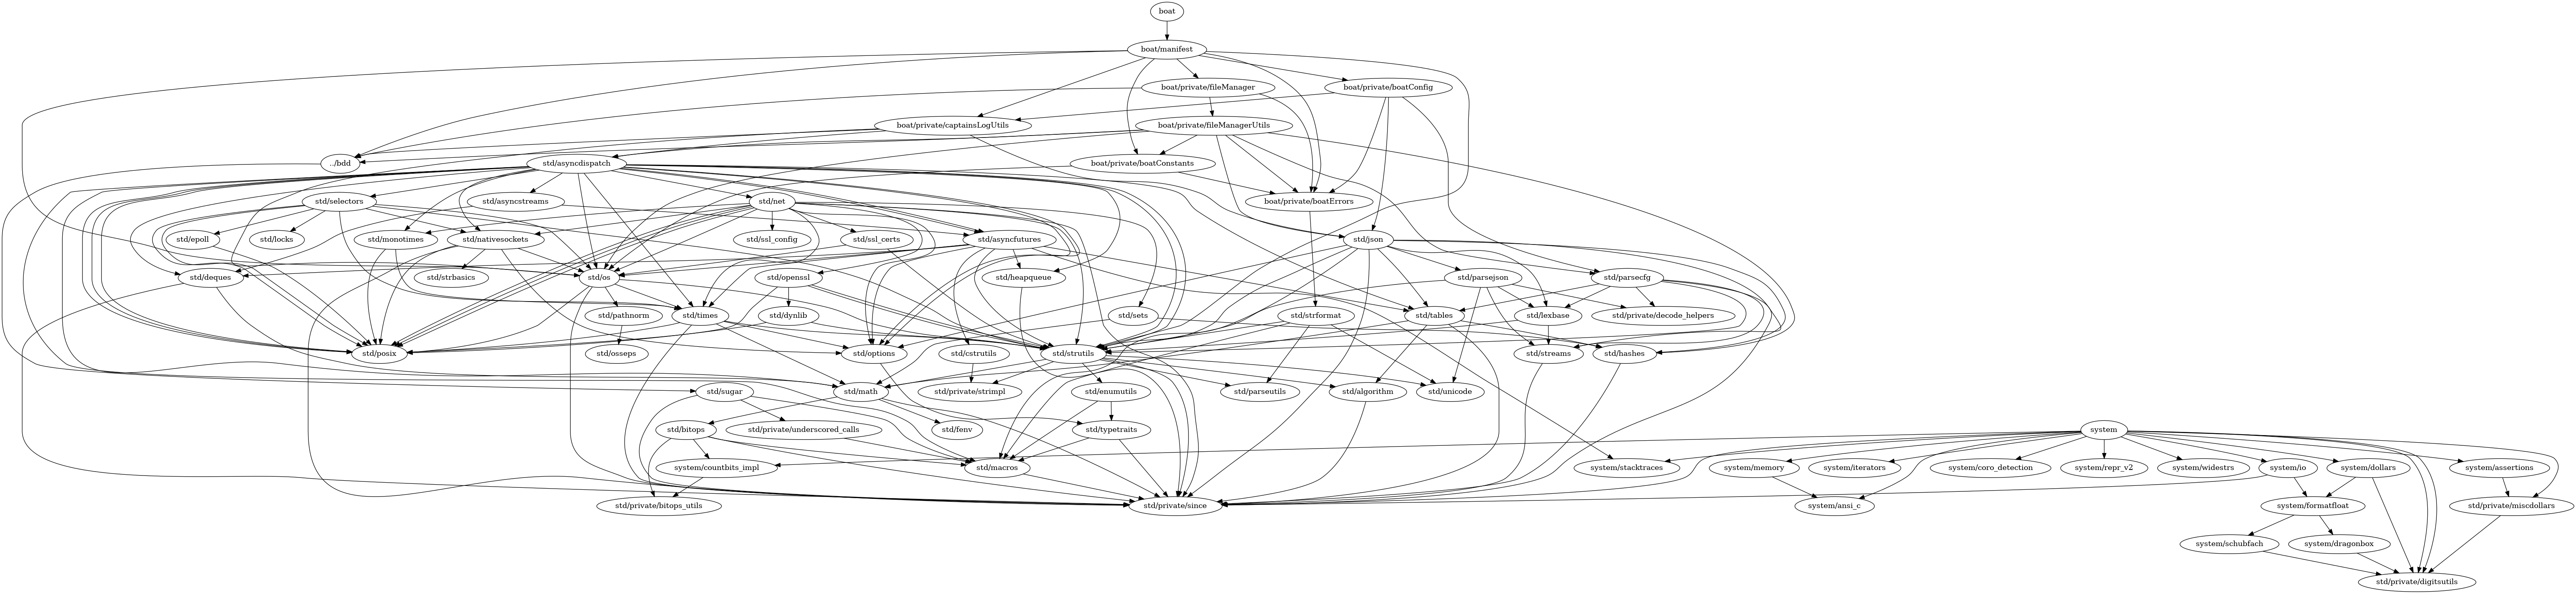 boat
boat/manifest
boat/private/fileManager
boat/private/boatConfig
boat/private/captainsLogUtils
boat/private/fileManagerUtils
../bdd
std/asyncdispatch
boat/private/boatConstants
std/selectors
std/asyncstreams
std/net
boat/private/boatErrors
std/epoll
std/locks
std/monotimes
std/nativesockets
std/ssl_config
std/ssl_certs
std/asyncfutures
std/json
std/deques
std/strbasics
std/os
std/openssl
std/heapqueue
std/parsejson
std/parsecfg
std/pathnorm
std/times
std/dynlib
std/sets
std/strformat
std/tables
std/lexbase
std/private/decode_helpers
std/posix
std/osseps
std/options
std/cstrutils
std/strutils
std/streams
std/hashes
std/sugar
std/math
std/private/strimpl
std/enumutils
std/parseutils
std/algorithm
std/unicode
std/bitops
std/private/underscored_calls
std/fenv
std/typetraits
system
system/countbits_impl
std/macros
system/stacktraces
system/memory
system/iterators
system/coro_detection
system/repr_v2
system/widestrs
system/io
system/dollars
system/assertions
std/private/bitops_utils
std/private/since
system/ansi_c
system/formatfloat
std/private/miscdollars
system/schubfach
system/dragonbox
std/private/digitsutils